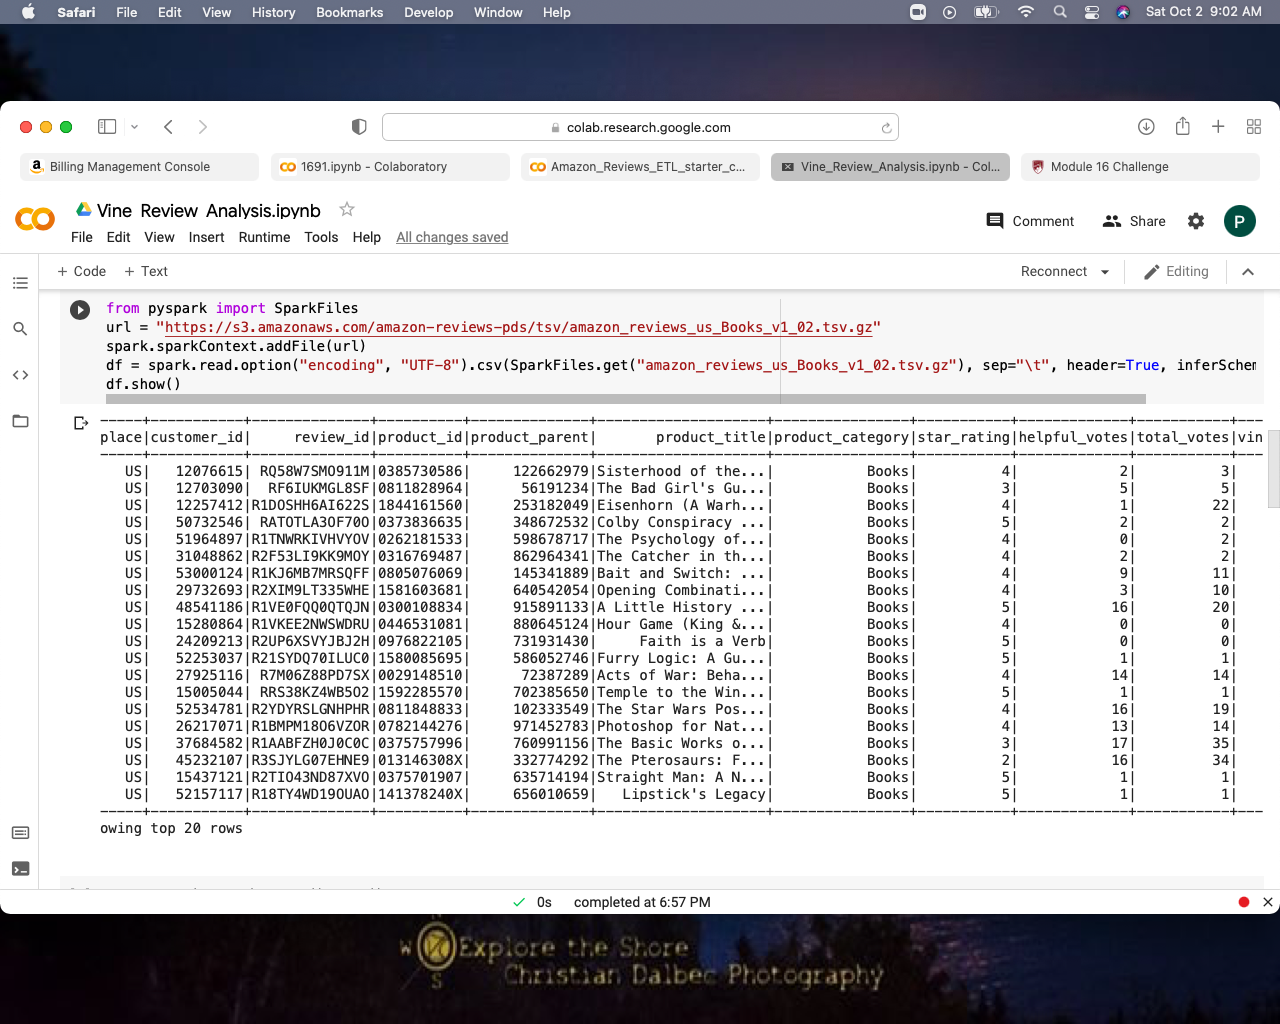 Safari File Edit View History Bookmarks Develop Window Help Sat Oct 2 9:02 AM
colab.research.google.com
Billing Management Console 1691.ipynb - Colaboratory Amazon_Reviews_ETL_starter_c... Vine_Review_Analysis.ipynb - Col... Module 16 Challenge
Vine_Review_Analysis.ipynb
Comment Share P
File Edit View Insert Runtime Tools Help All changes saved
+ Code + Text Reconnect Editing
from pyspark import SparkFiles
url = "https://s3.amazonaws.com/amazon-reviews-pds/tsv/amazon_reviews_us_Books_v1_02.tsv.gz"
spark.sparkContext.addFile(url)
df = spark.read.option("encoding", "UTF-8").csv(SparkFiles.get("amazon_reviews_us_Books_v1_02.tsv.gz"), sep="\t", header=True, inferSchem
df.show()
-----+-----------+--------------+----------+--------------+--------------------+----------------+-----------+-------------+-----------+---
place|customer_id|     review_id|product_id|product_parent|       product_title|product_category|star_rating|helpful_votes|total_votes|vin
-----+-----------+--------------+----------+--------------+--------------------+----------------+-----------+-------------+-----------+---
US| 12076615| RQ58W7SMO911M|0385730586| 122662979|Sisterhood of the...| Books| 4| 2| 3|
US| 12703090| RF6IUKMGL8SF|0811828964| 56191234|The Bad Girl's Gu...| Books| 3| 5| 5|
US| 12257412|R1DOSHH6AI622S|1844161560| 253182049|Eisenhorn (A Warh...| Books| 4| 1| 22|
US| 50732546| RATOTLA3OF70O|0373836635| 348672532|Colby Conspiracy ...| Books| 5| 2| 2|
US| 51964897|R1TNWRKIVHVYOV|0262181533| 598678717|The Psychology of...| Books| 4| 0| 2|
US| 31048862|R2F53LI9KK9MOY|0316769487| 862964341|The Catcher in th...| Books| 4| 2| 2|
US| 53000124|R1KJ6MB7MRSQFF|0805076069| 145341889|Bait and Switch: ...| Books| 4| 9| 11|
US| 29732693|R2XIM9LT335WHE|1581603681| 640542054|Opening Combinati...| Books| 4| 3| 10|
US| 48541186|R1VE0FQQ0QTQJN|0300108834| 915891133|A Little History ...| Books| 5| 16| 20|
US| 15280864|R1VKEE2NWSWDRU|0446531081| 880645124|Hour Game (King &...| Books| 4| 0| 0|
US| 24209213|R2UP6XSVYJBJ2H|0976822105| 731931430| Faith is a Verb| Books| 5| 0| 0|
US| 52253037|R21SYDQ70ILUC0|1580085695| 586052746|Furry Logic: A Gu...| Books| 5| 1| 1|
US| 27925116| R7M06Z88PD7SX|0029148510| 72387289|Acts of War: Beha...| Books| 4| 14| 14|
US| 15005044| RRS38KZ4WB5O2|1592285570| 702385650|Temple to the Win...| Books| 5| 1| 1|
US| 52534781|R2YDYRSLGNHPHR|0811848833| 102333549|The Star Wars Pos...| Books| 4| 16| 19|
US| 26217071|R1BMPM18O6VZOR|0782144276| 971452783|Photoshop for Nat...| Books| 4| 13| 14|
US| 37684582|R1AABFZH0J0C0C|0375757996| 760991156|The Basic Works o...| Books| 3| 17| 35|
US| 45232107|R3SJYLG07EHNE9|013146308X| 332774292|The Pterosaurs: F...| Books| 2| 16| 34|
US| 15437121|R2TIO43ND87XVO|0375701907| 635714194|Straight Man: A N...| Books| 5| 1| 1|
US| 52157117|R18TY4WD19OUAO|141378240X| 656010659| Lipstick's Legacy| Books| 5| 1| 1|
-----+-----------+--------------+----------+--------------+--------------------+----------------+-----------+-------------+-----------+---
owing top 20 rows
0s completed at 6:57 PM
N
W Explore the Shore
Christian Dalbec Photography
S